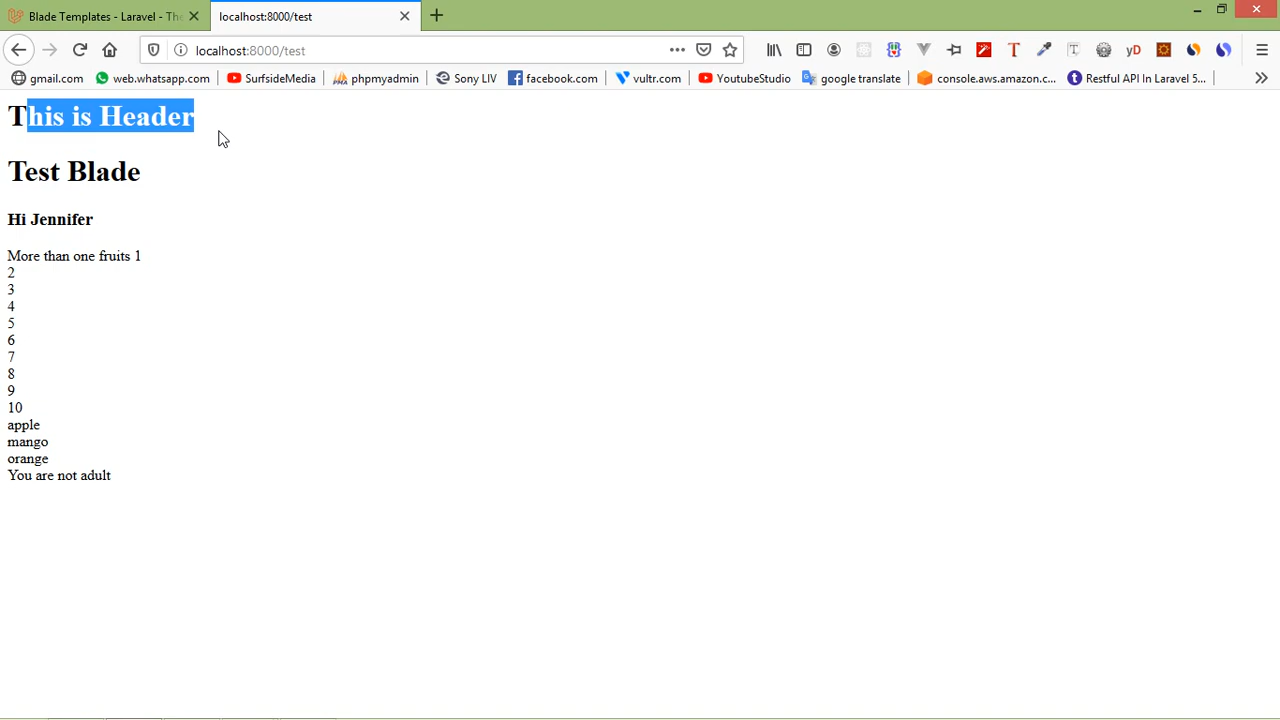 Blade Templates - Laravel - Th
localhost:8000/test
localhost:8000/test
gmail.com
web.whatsapp.com
SurfsideMedia
phpmyadmin
Sony LIV
facebook.com
vultr.com
YoutubeStudio
google translate
console.aws.amazon.c...
Restful API In Laravel 5...
This is Header
Test Blade
Hi Jennifer
More than one fruits 1
2
3
4
5
6
7
8
9
10
apple
mango
orange
You are not adult